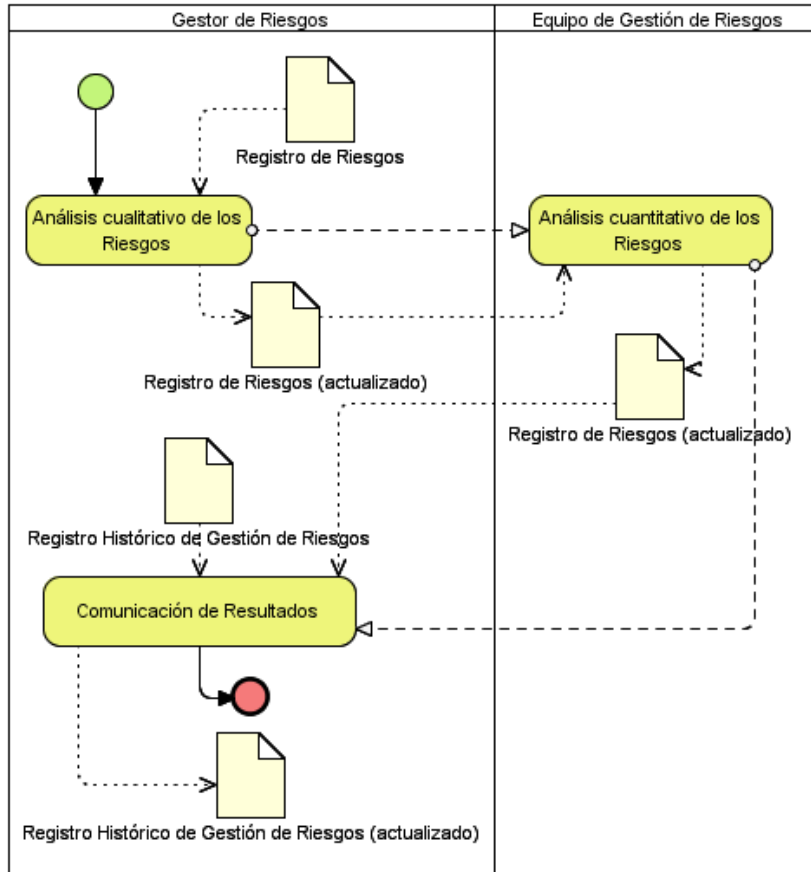 Gestor de Riesgos
Equipo de Gestión de Riesgos
Registro de Riesgos
Análisis cualitativo de los
Riesgos
Análisis cuantitativo de los
Riesgos
Registro de Riesgos (actualizado)
Registro de Riesgos (actualizado)
Registro Histórico de Gestión de Riesgos
Comunicación de Resultados
Registro Histórico de Gestión de Riesgos (actualizado)